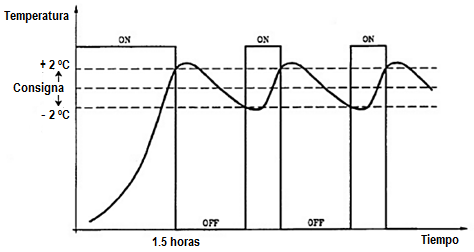 Temperatura
ON
ON
ON
+ 2 ºC
Consigna
- 2 ºC
OFF
OFF
1.5 horas
Tiempo